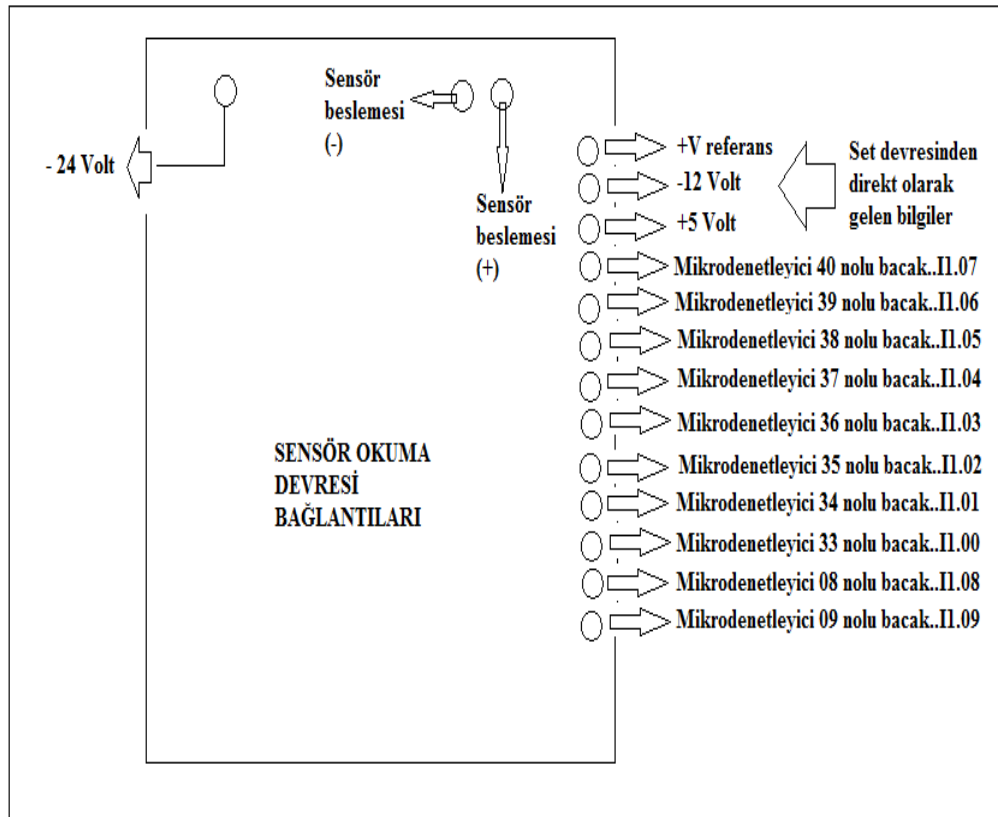 Sensör
beslemesi
(-)
- 24 Volt
Sensör
beslemesi
(+)
+V referans
-12 Volt
+5 Volt
Set devresinden
direkt olarak
gelen bilgiler
Mikrodenetleyici 40 nolu bacak..I1.07
Mikrodenetleyici 39 nolu bacak..I1.06
Mikrodenetleyici 38 nolu bacak..I1.05
Mikrodenetleyici 37 nolu bacak..I1.04
Mikrodenetleyici 36 nolu bacak..I1.03
Mikrodenetleyici 35 nolu bacak..I1.02
Mikrodenetleyici 34 nolu bacak..I1.01
Mikrodenetleyici 33 nolu bacak..I1.00
Mikrodenetleyici 08 nolu bacak..I1.08
Mikrodenetleyici 09 nolu bacak..I1.09
SENSÖR OKUMA
DEVRESİ
BAĞLANTILARI